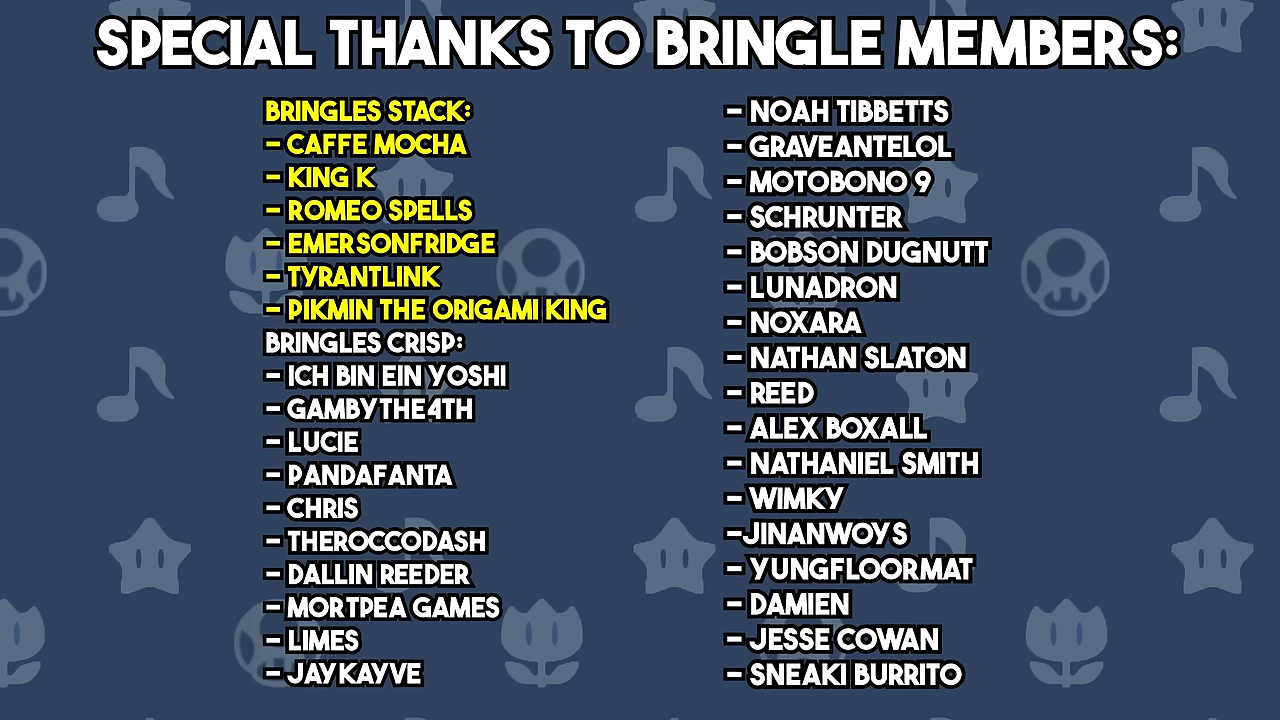 SPECIAL THANKS TO BRINGLE MEMBERS:
BRINGLES STACK:
- CAFFE MOCHA
- KING K
- ROMEO SPELLS
- EMERSONFRIDGE
- TYRANTLINK
- PIKMIN THE ORIGAMI KING
BRINGLES CRISP:
- ICH BIN EIN YOSHI
- GAMBYTHE4TH
- LUCIE
- PANDAFANTA
- CHRIS
- THEROCCODASH
- DALLIN REEDER
- MORTPEA GAMES
- LIMES
- JAYKAYVE
- NOAH TIBBETTS
- GRAVEANTELOL
- MOTOBONO 9
- SCHRUNTER
- BOBSON DUGNUTT
- LUNADRON
- NOXARA
- NATHAN SLATON
- REED
- ALEX BOXALL
- NATHANIEL SMITH
- WIMKY
-JINANWOYS
- YUNGFLOORMAT
- DAMIEN
- JESSE COWAN
- SNEAKI BURRITO